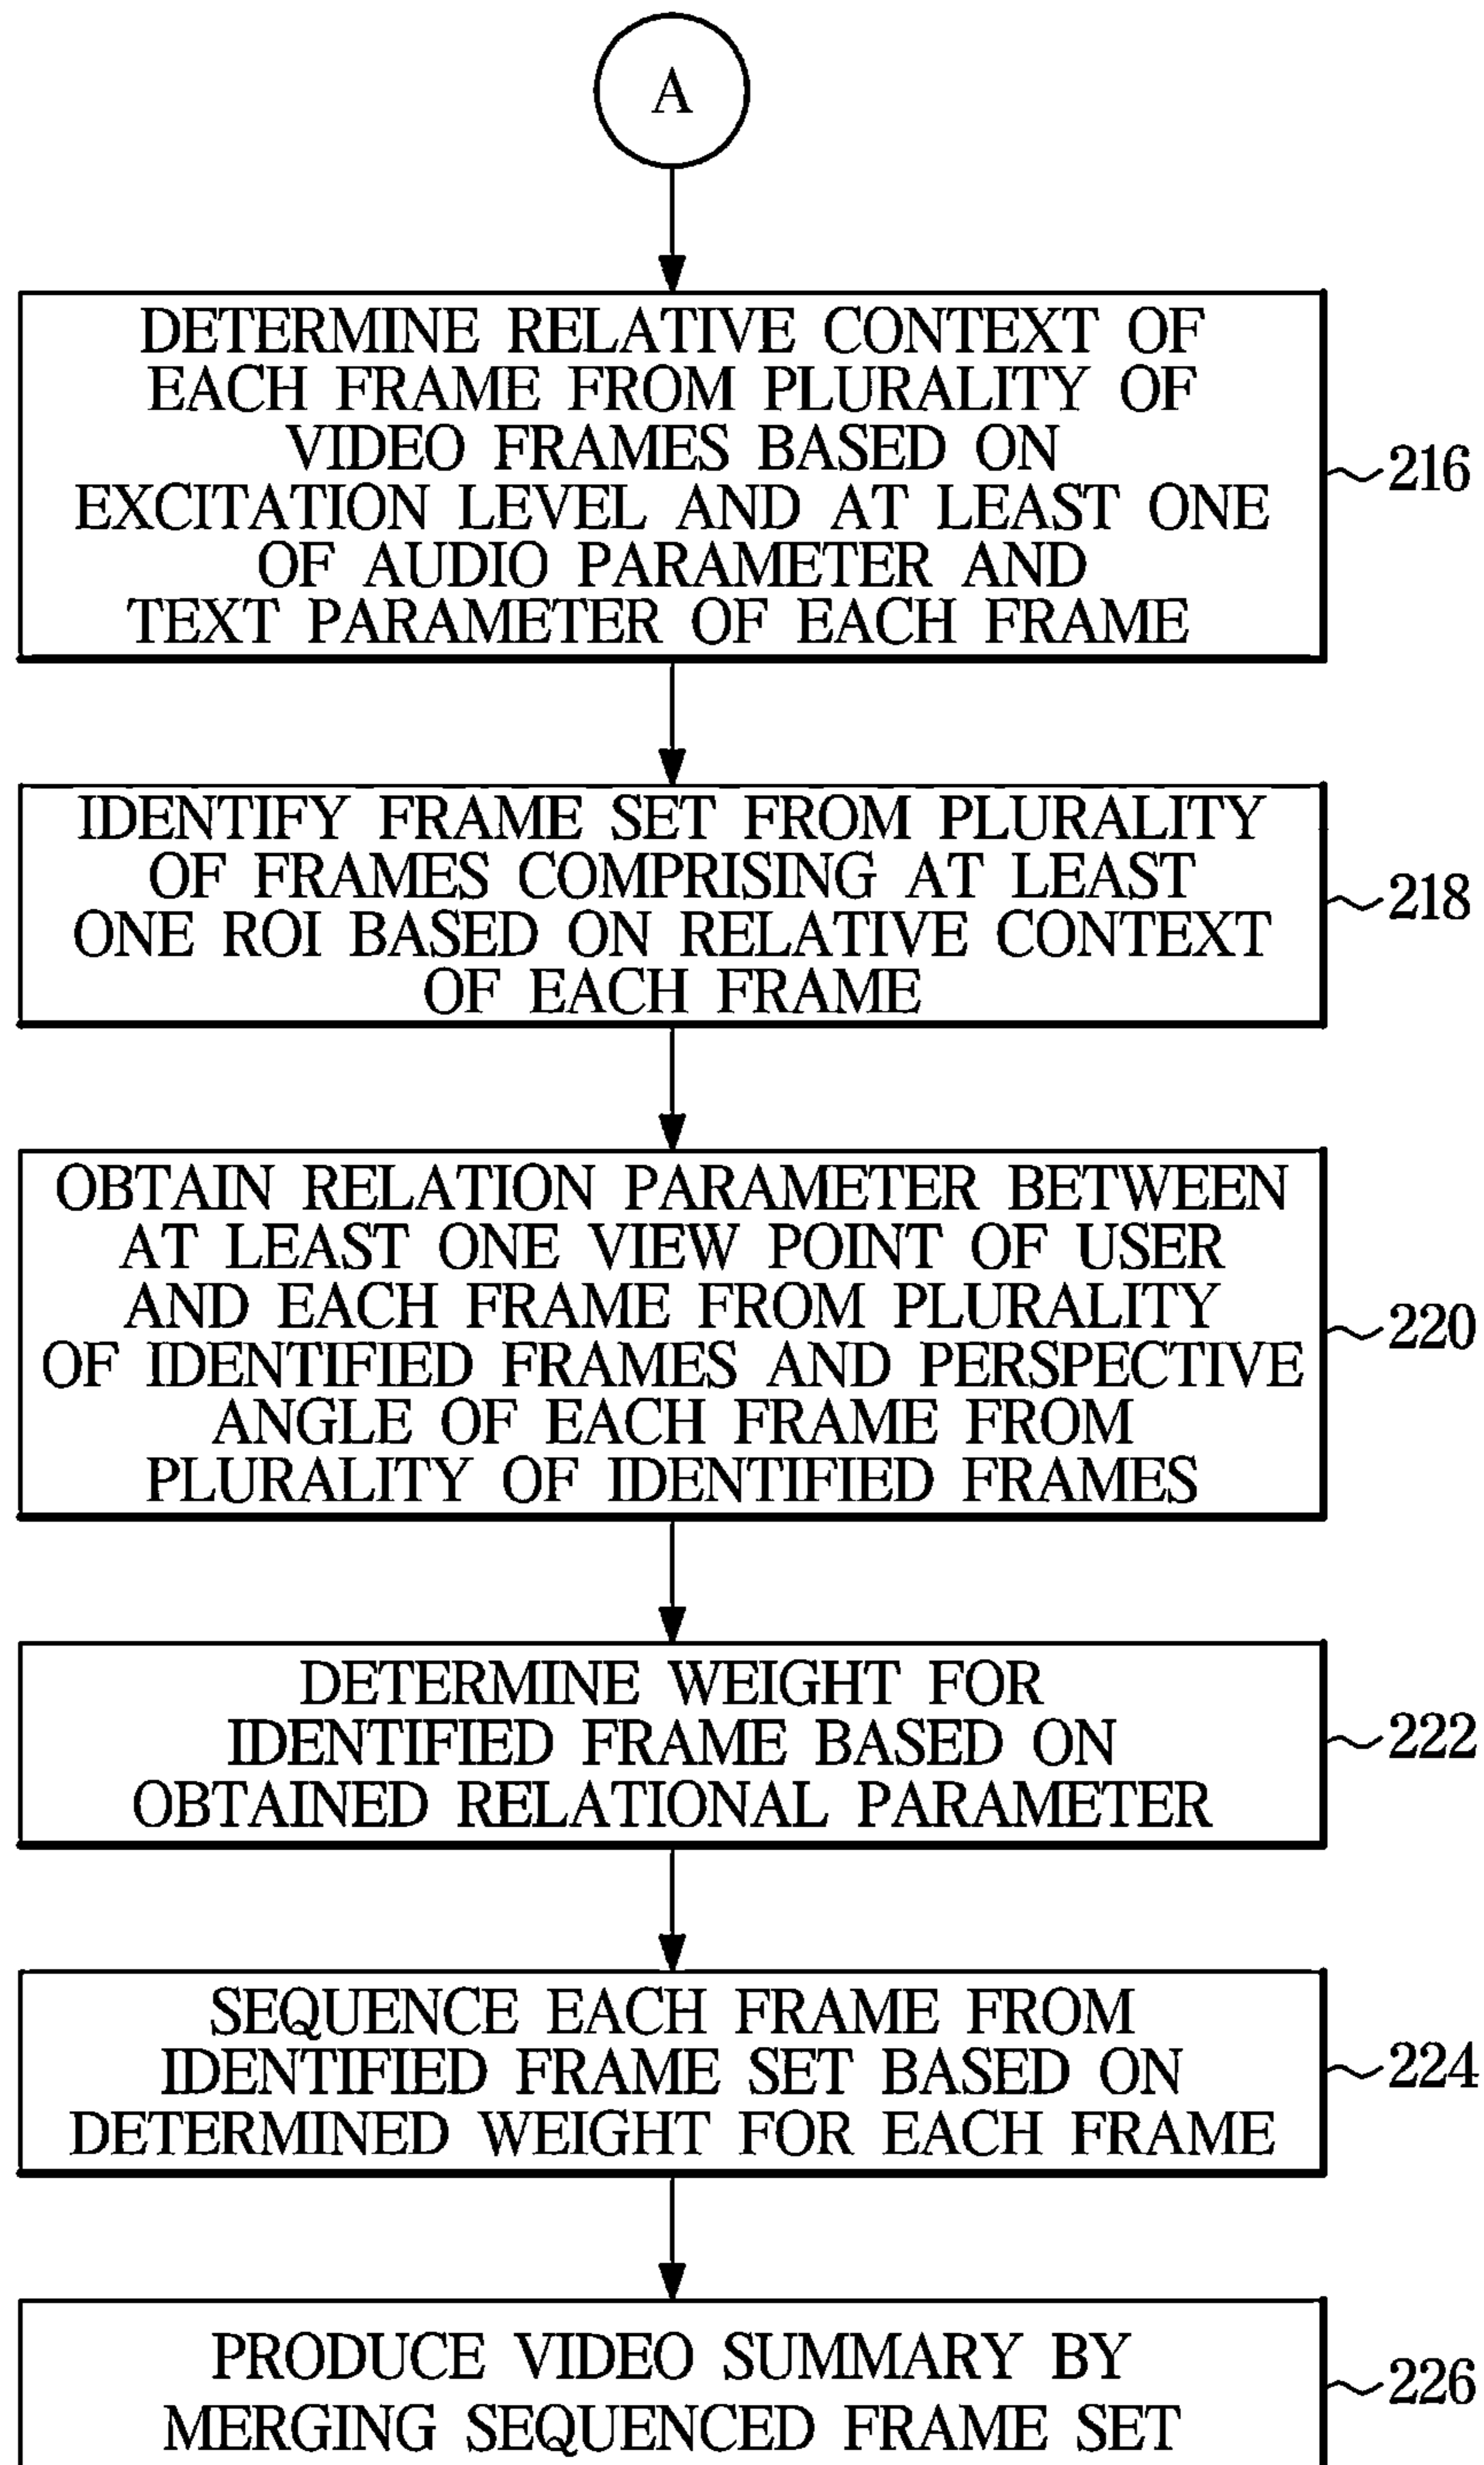 A
DETERMINE RELATIVE CONTEXT OF
EACH FRAME FROM PLURALITY OF
VIDEO FRAMES BASED ON
EXCITATION LEVEL AND AT LEAST ONE
OF AUDIO PARAMETER AND
TEXT PARAMETER OF EACH FRAME
216
IDENTIFY FRAME SET FROM PLURALITY
OF FRAMES COMPRISING AT LEAST
ONE ROI BASED ON RELATIVE CONTEXT
OF EACH FRAME
218
OBTAIN RELATION PARAMETER BETWEEN
AT LEAST ONE VIEW POINT OF USER
AND EACH FRAME FROM PLURALITY
OF IDENTIFIED FRAMES AND PERSPECTIVE
ANGLE OF EACH FRAME FROM
PLURALITY OF IDENTIFIED FRAMES
220
DETERMINE WEIGHT FOR
IDENTIFIED FRAME BASED ON
OBTAINED RELATIONAL PARAMETER
222
SEQUENCE EACH FRAME FROM
IDENTIFIED FRAME SET BASED ON
DETERMINED WEIGHT FOR EACH FRAME
224
PRODUCE VIDEO SUMMARY BY
MERGING SEQUENCED FRAME SET
226